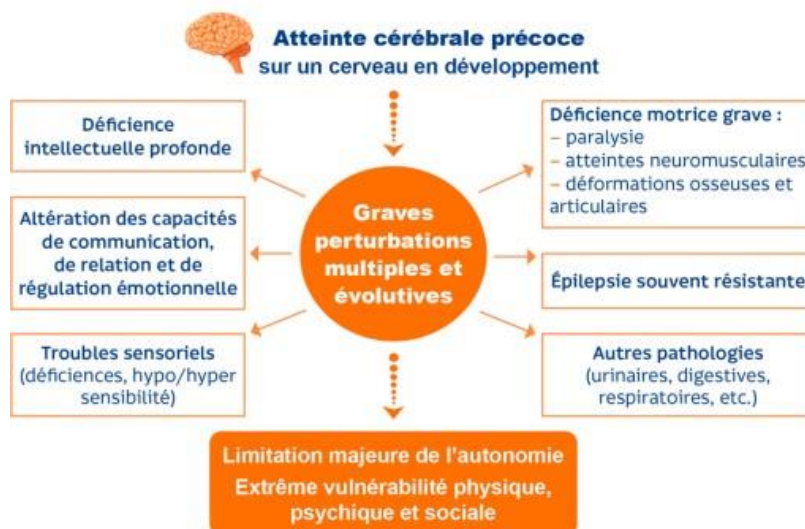 Atteinte cérébrale précoce
sur un cerveau en développement
Déficience
intellectuelle profonde
Altération des capacités
de communication,
de relation et de
régulation émotionnelle
Troubles sensoriels
(déficiences, hypo/hyper
sensibilité)
Graves
perturbations
multiples et
évolutives
Déficience motrice grave :
– paralysie
– atteintes neuromusculaires
– déformations osseuses et
articulaires
Épilepsie souvent résistante
Autres pathologies
(urinaires, digestives,
respiratoires, etc.)
Limitation majeure de l'autonomie
Extrême vulnérabilité physique,
psychique et sociale